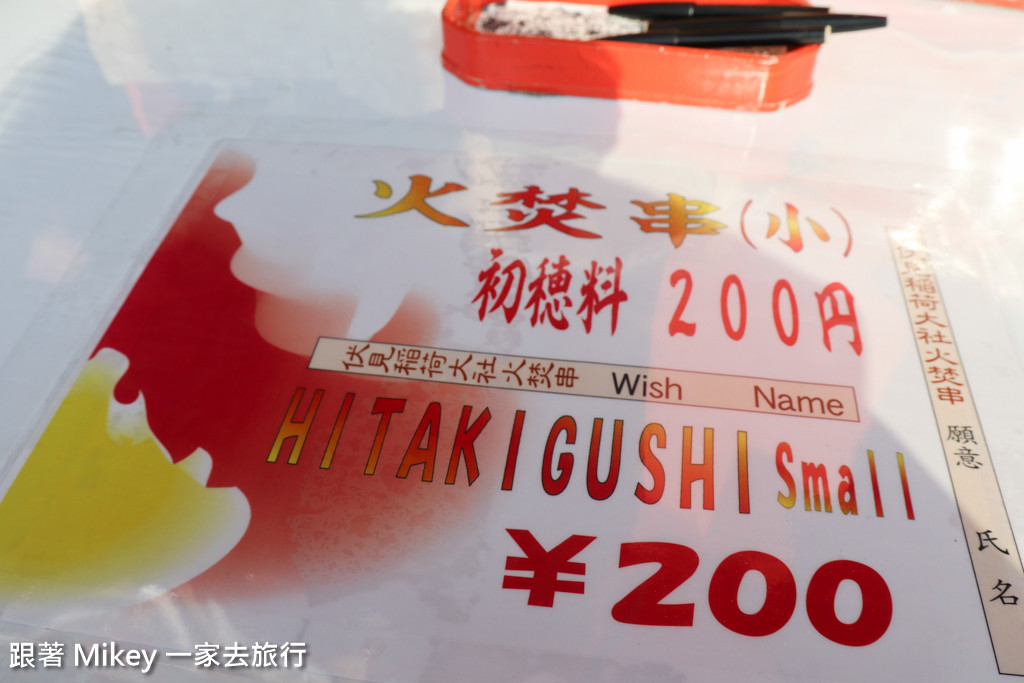 火焚串(小)
初穂料 200円
伏見稲荷大社火焚串 Wish Name
HITAKIGUSHI Small
¥200
伏見稲荷大社火焚串 願意 氏名
跟著 Mikey 一家去旅行